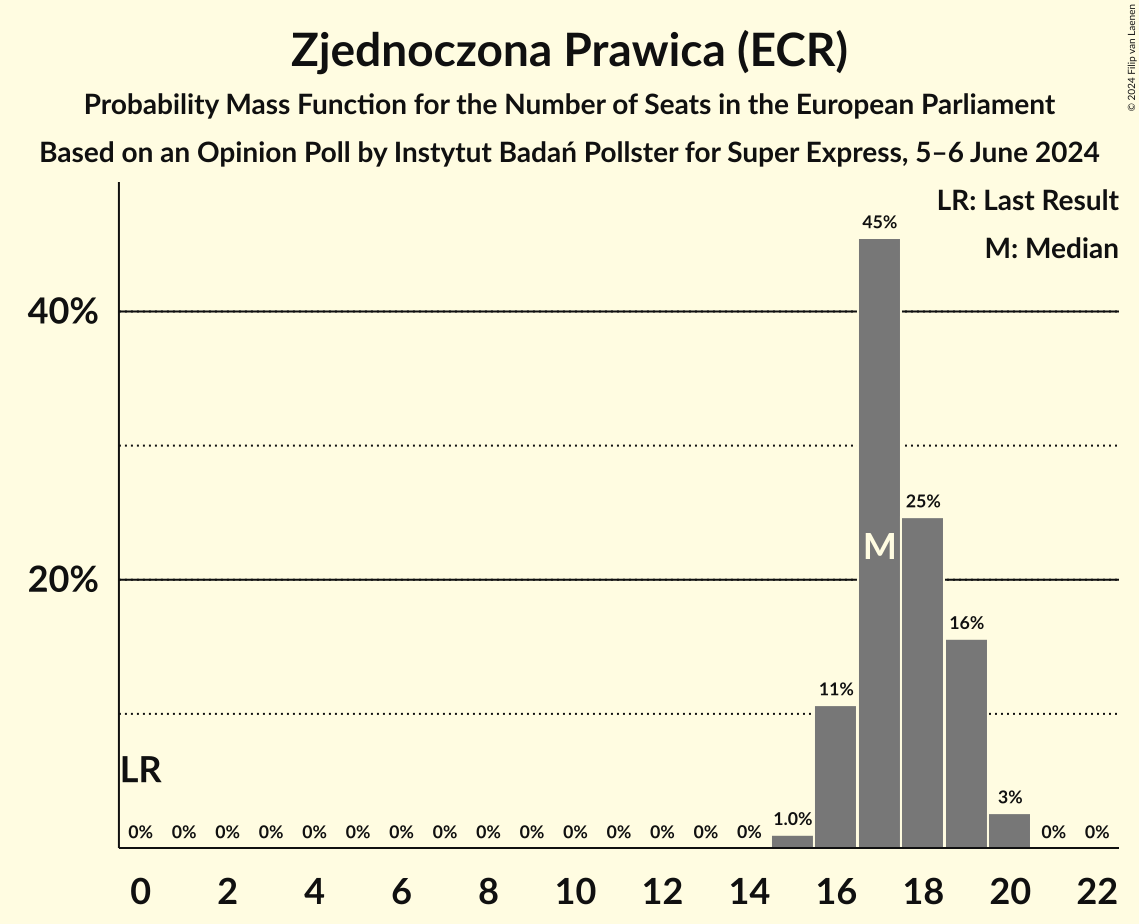 Zjednoczona Prawica (ECR)
Probability Mass Function for the Number of Seats in the European Parliament
Based on an Opinion Poll by Instytut Badań Pollster for Super Express, 5–6 June 2024
© 2024 Filip van Laenen
LR: Last Result
M: Median
45%
40%
25%
M
20%
16%
11%
LR
3%
1.0%
0% 0% 0% 0% 0% 0% 0% 0% 0% 0% 0% 0% 0% 0% 0% 0% 0%
0 2 4 6 8 10 12 14 16 18 20 22